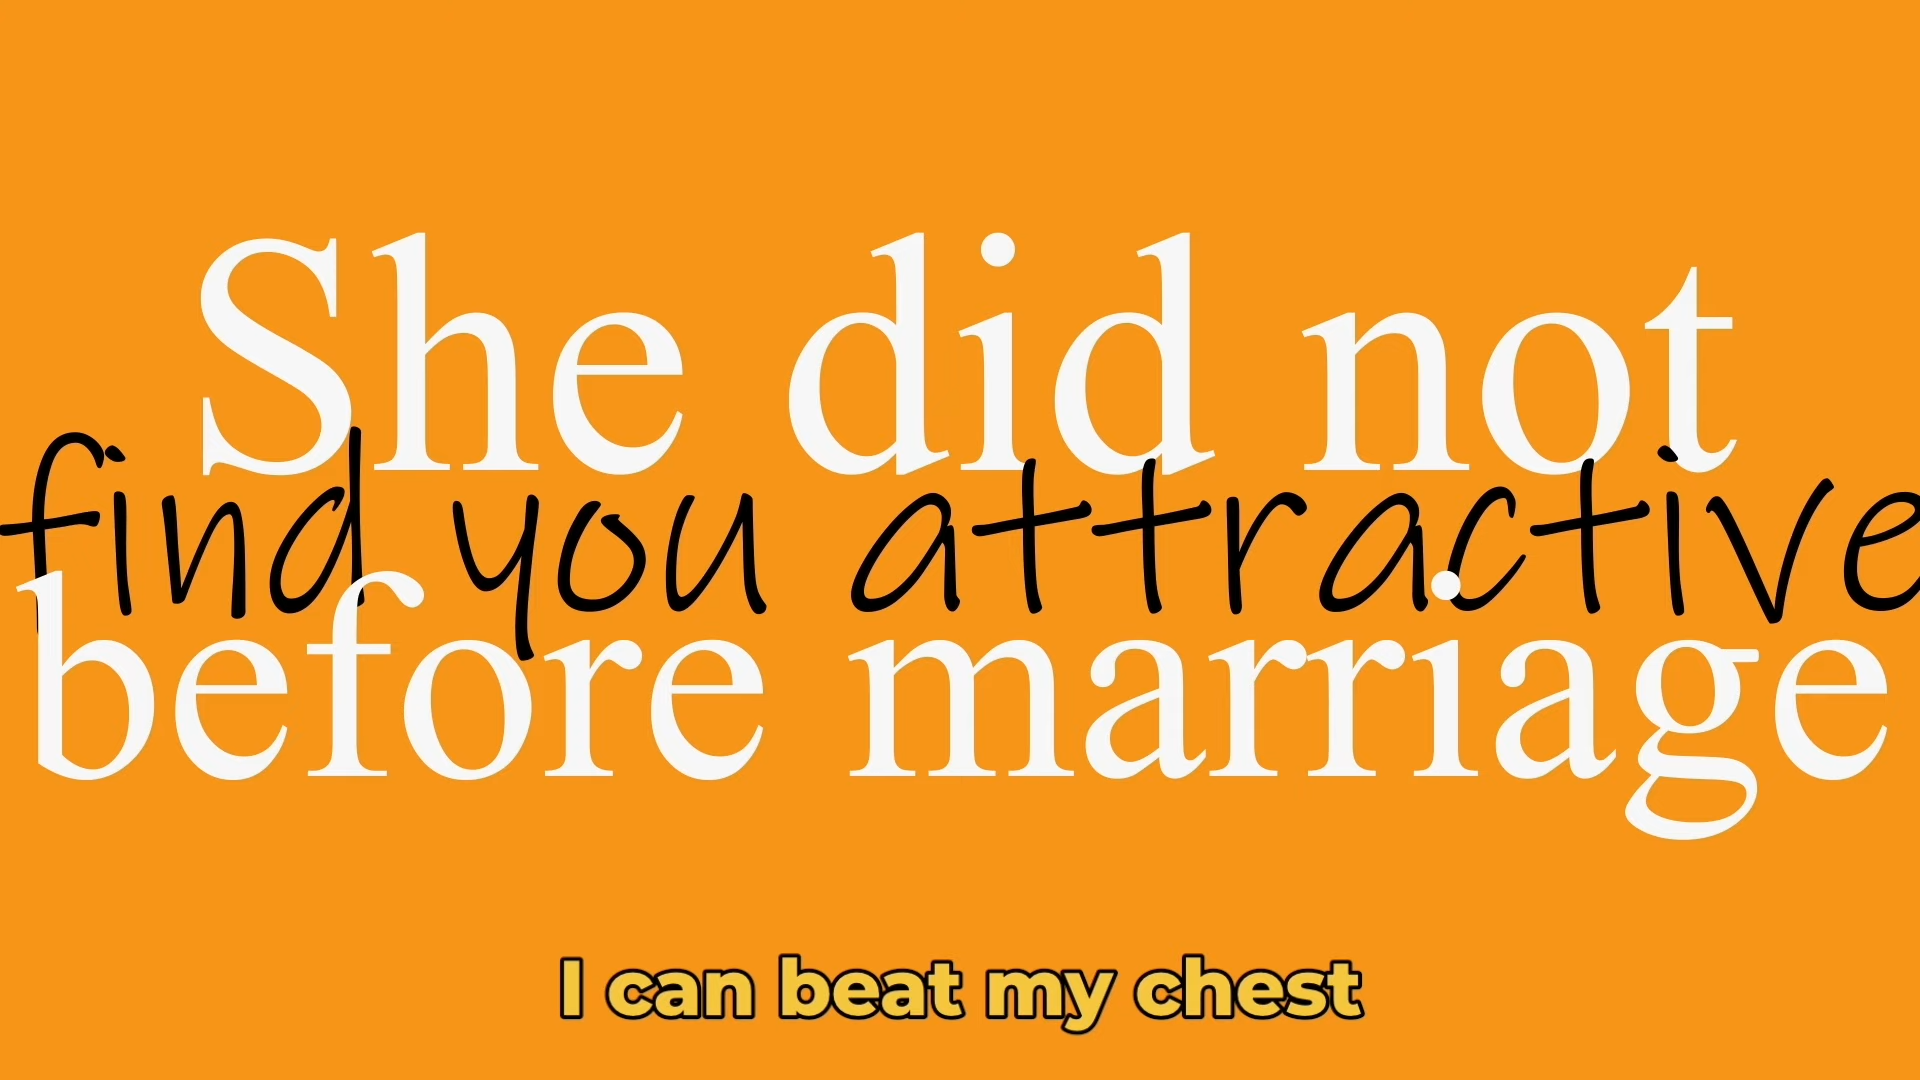 She did not
find you attractive
before marriage
I can beat my chest